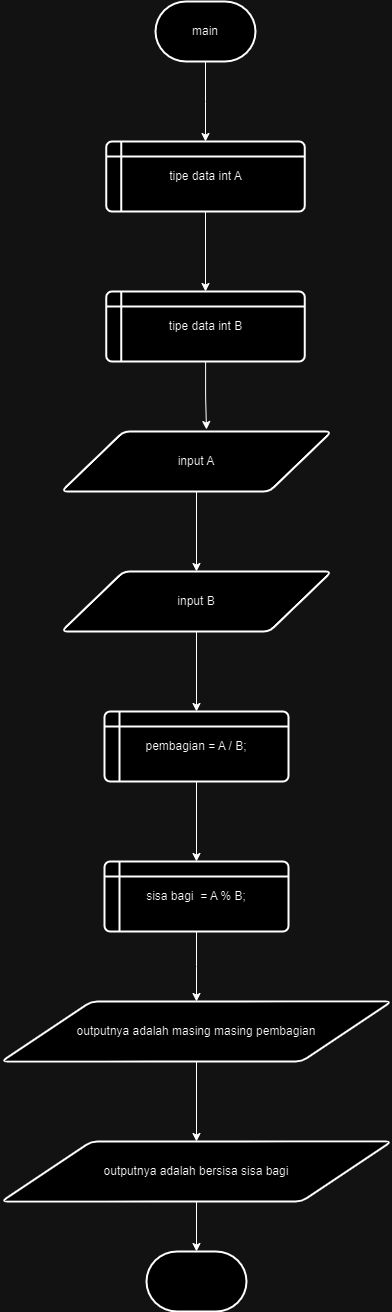 main
tipe data int A
tipe data int B
input A
input B
pembagian = A / B;
sisa bagi  = A % B;
outputnya adalah masing masing pembagian
outputnya adalah bersisa sisa bagi